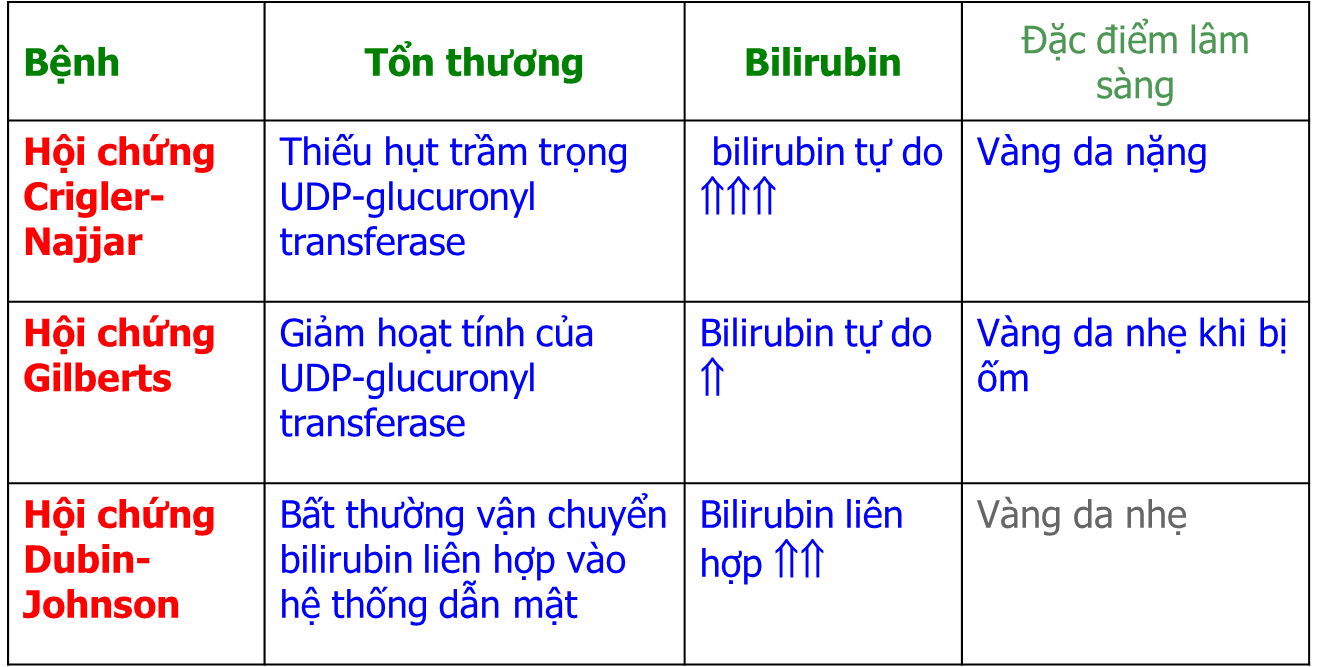 Bệnh
Tổn thương
Bilirubin
Đặc điểm lâm
sàng
Hội chứng
Crigler-
Najjar
Thiếu hụt trầm trọng
UDP-glucuronyl
transferase
bilirubin tự do
⇑⇑⇑
Vàng da nặng
Hội chứng
Gilberts
Giảm hoạt tính của
UDP-glucuronyl
transferase
Bilirubin tự do
⇑
Vàng da nhẹ khi bị
ốm
Hội chứng
Dubin-
Johnson
Bất thường vận chuyển
bilirubin liên hợp vào
hệ thống dẫn mật
Bilirubin liên
hợp ⇑⇑
Vàng da nhẹ